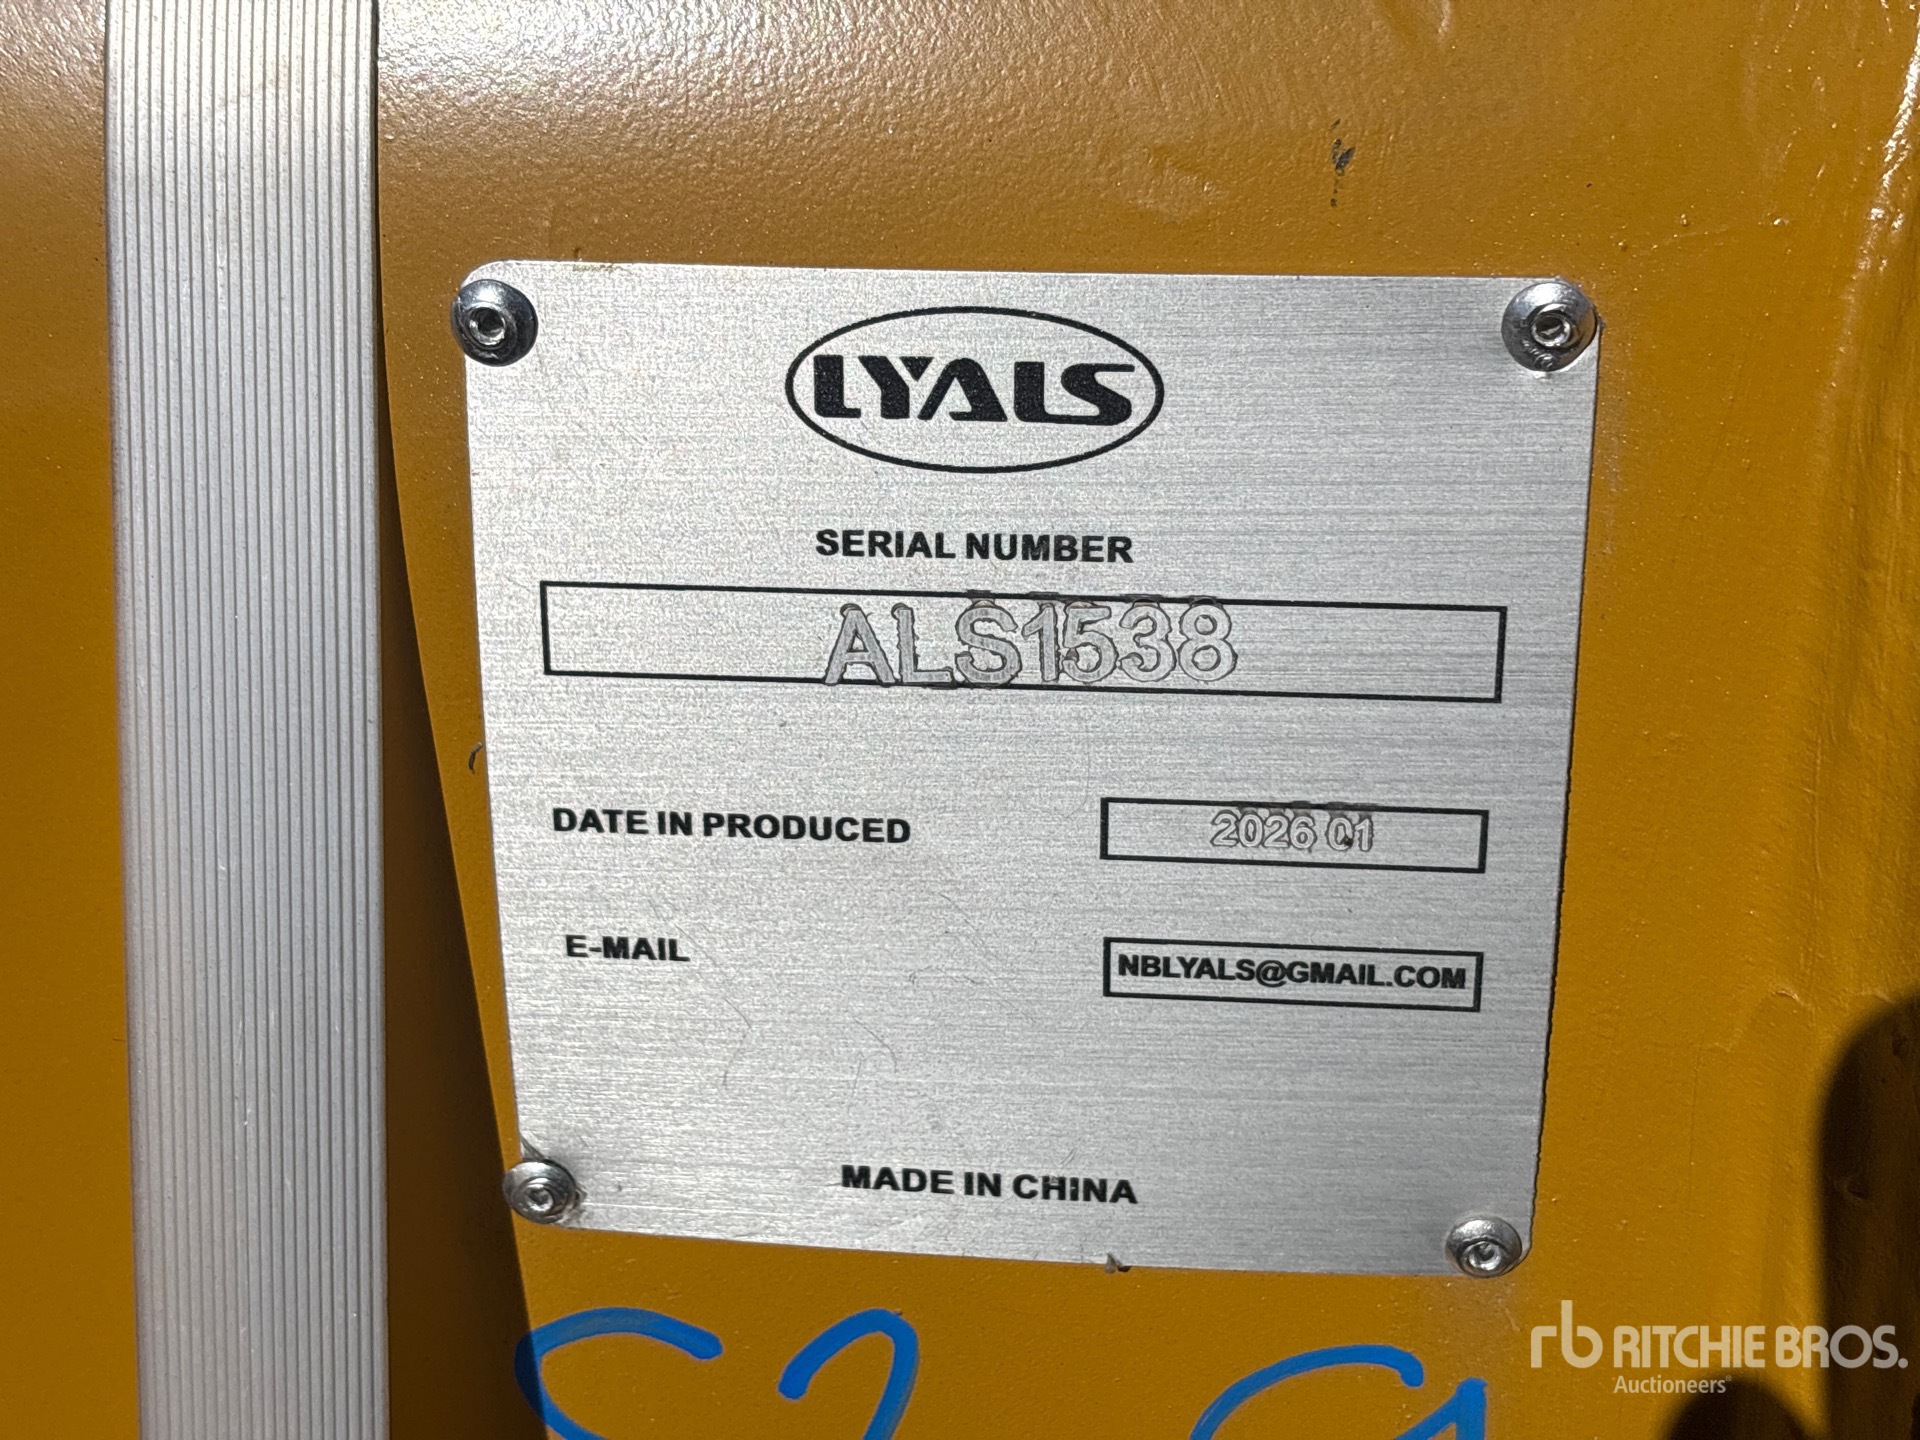 LYALS
SERIAL NUMBER
ALS1538
DATE IN PRODUCED
2026 01
E-MAIL
NBLYALS@GMAIL.COM
MADE IN CHINA
rb RITCHIE BROS.
Auctioneers